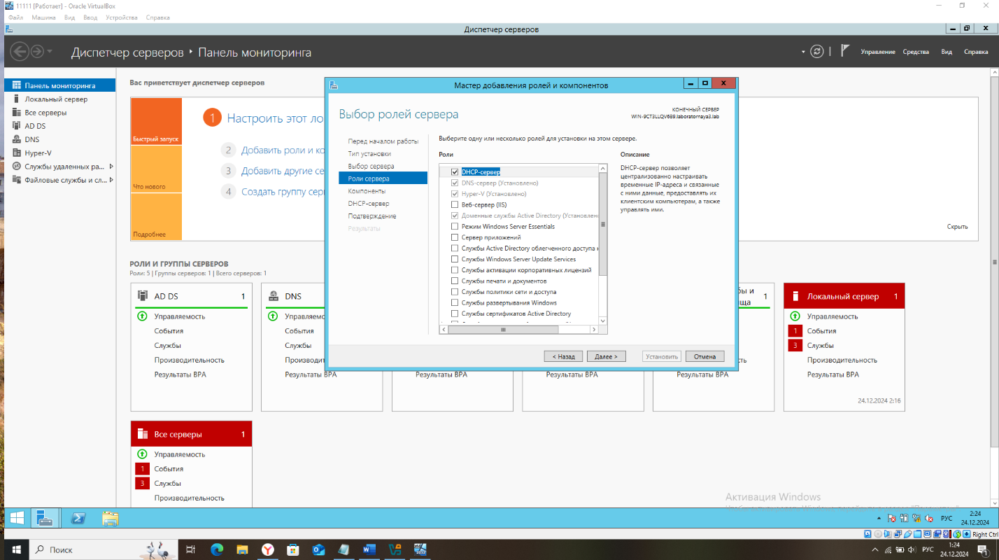 11111 [Работает] - Oracle VirtualBox
Файл Машина Вид Ввод Устройства Справка
Диспетчер серверов
Диспетчер серверов ‣ Панель мониторинга
Управление Средства Вид Справка
Панель мониторинга
Локальный сервер
Все серверы
AD DS
DNS
Hyper-V
Службы удаленных ра...
Файловые службы и сл...
Вас приветствует диспетчер серверов
Быстрый запуск
Что нового
Подробнее
1 Настроить этот ло
2 Добавить роли и ко
3 Добавить другие се
4 Создать группу сер
Скрыть
Мастер добавления ролей и компонентов
Выбор ролей сервера
КОНЕЧНЫЙ СЕРВЕР
WIN-9CT3LLQV6B9.laboratornaya3.lab
Перед началом работы
Тип установки
Выбор сервера
Роли сервера
Компоненты
DHCP-сервер
Подтверждение
Результаты
Выберите одну или несколько ролей для установки на этом сервере.
Роли
DHCP-сервер
DNS-сервер (Установлено)
Hyper-V (Установлено)
Веб-сервер (IIS)
Доменные службы Active Directory (Установлен
Режим Windows Server Essentials
Сервер приложений
Службы Active Directory облегченного доступа
Службы Windows Server Update Services
Службы активации корпоративных лицензий
Службы печати и документов
Службы политики сети и доступа
Службы развертывания Windows
Службы сертификатов Active Directory
Описание
DHCP-сервер позволяет
централизованно настраивать
временные IP-адреса и связанные
с ними данные, предоставлять их
клиентским компьютерам, а также
управлять ими.
< Назад Далее > Установить Отмена
РОЛИ И ГРУППЫ СЕРВЕРОВ
Роли: 5 | Группы серверов: 1 | Всего серверов: 1
AD DS 1
Управляемость
События
Службы
Производительность
Результаты BPA
DNS
Управляемо
События
Службы
Производит
Результаты BPA
Результаты BPA
Результаты BPA
бы и
ща 1
сть
Результаты BPA
Локальный сервер 1
Управляемость
1 События
3 Службы
Производительность
Результаты BPA
24.12.2024 2:16
Все серверы 1
Управляемость
1 События
3 Службы
Производительность
Активация Windows
РУС
2:24
24.12.2024
Right Ctrl
Поиск
РУС
1:24
24.12.2024
1